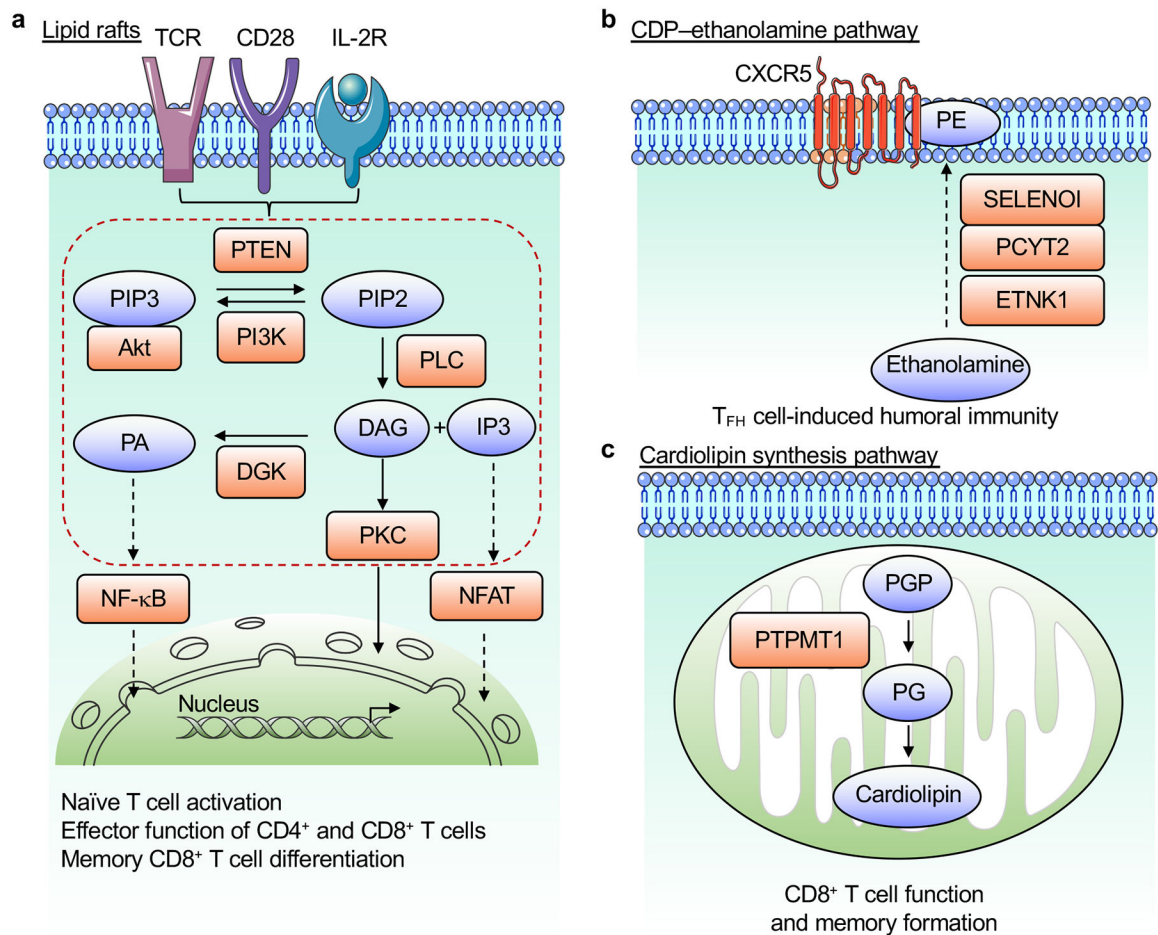 a
Lipid rafts
TCR
CD28
IL-2R
PTEN
PIP3
PIP2
Akt
PI3K
PLC
PA
DAG
+
IP3
DGK
PKC
NF-κB
NFAT
Nucleus
Naïve T cell activation
Effector function of CD4⁺ and CD8⁺ T cells
Memory CD8⁺ T cell differentiation
b
CDP–ethanolamine pathway
CXCR5
PE
SELENOI
PCYT2
ETNK1
Ethanolamine
T_FH cell-induced humoral immunity
c
Cardiolipin synthesis pathway
PGP
PTPMT1
PG
Cardiolipin
CD8⁺ T cell function
and memory formation